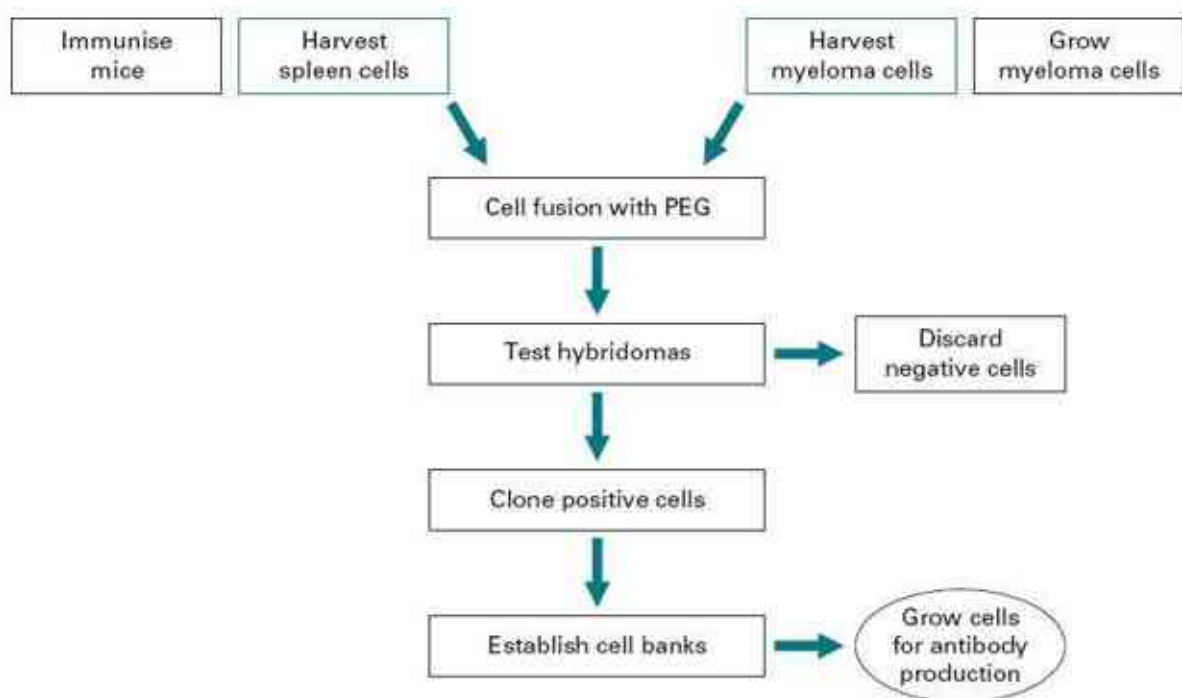 Immunise
mice
Harvest
spleen cells
Harvest
myeloma cells
Grow
myeloma cells
Cell fusion with PEG
Test hybridomas
Discard
negative cells
Clone positive cells
Establish cell banks
Grow cells
for antibody
production